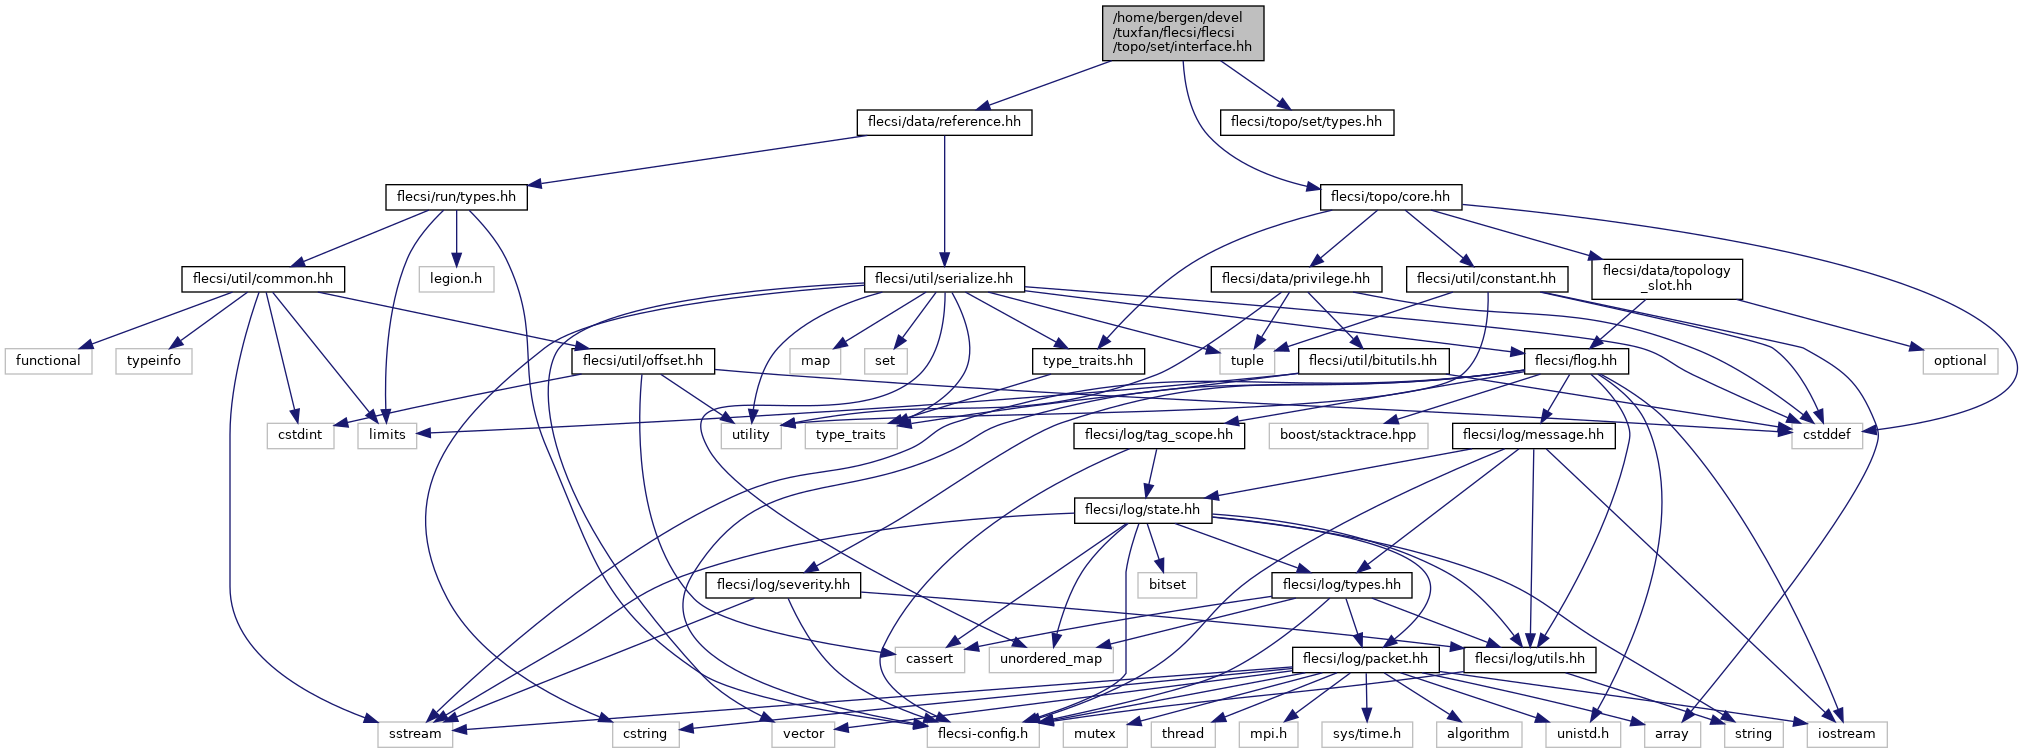 /home/bergen/devel
/tuxfan/flecsi/flecsi
/topo/set/interface.hh
flecsi/data/reference.hh
flecsi/topo/set/types.hh
flecsi/run/types.hh
flecsi/topo/core.hh
flecsi/util/common.hh
legion.h
flecsi/util/serialize.hh
flecsi/data/privilege.hh
flecsi/util/constant.hh
flecsi/data/topology
_slot.hh
functional
typeinfo
flecsi/util/offset.hh
map
set
type_traits.hh
tuple
flecsi/util/bitutils.hh
flecsi/flog.hh
optional
cstdint
limits
utility
type_traits
flecsi/log/tag_scope.hh
boost/stacktrace.hpp
flecsi/log/message.hh
cstddef
flecsi/log/state.hh
flecsi/log/severity.hh
bitset
flecsi/log/types.hh
cassert
unordered_map
flecsi/log/packet.hh
flecsi/log/utils.hh
sstream
cstring
vector
flecsi-config.h
mutex
thread
mpi.h
sys/time.h
algorithm
unistd.h
array
string
iostream